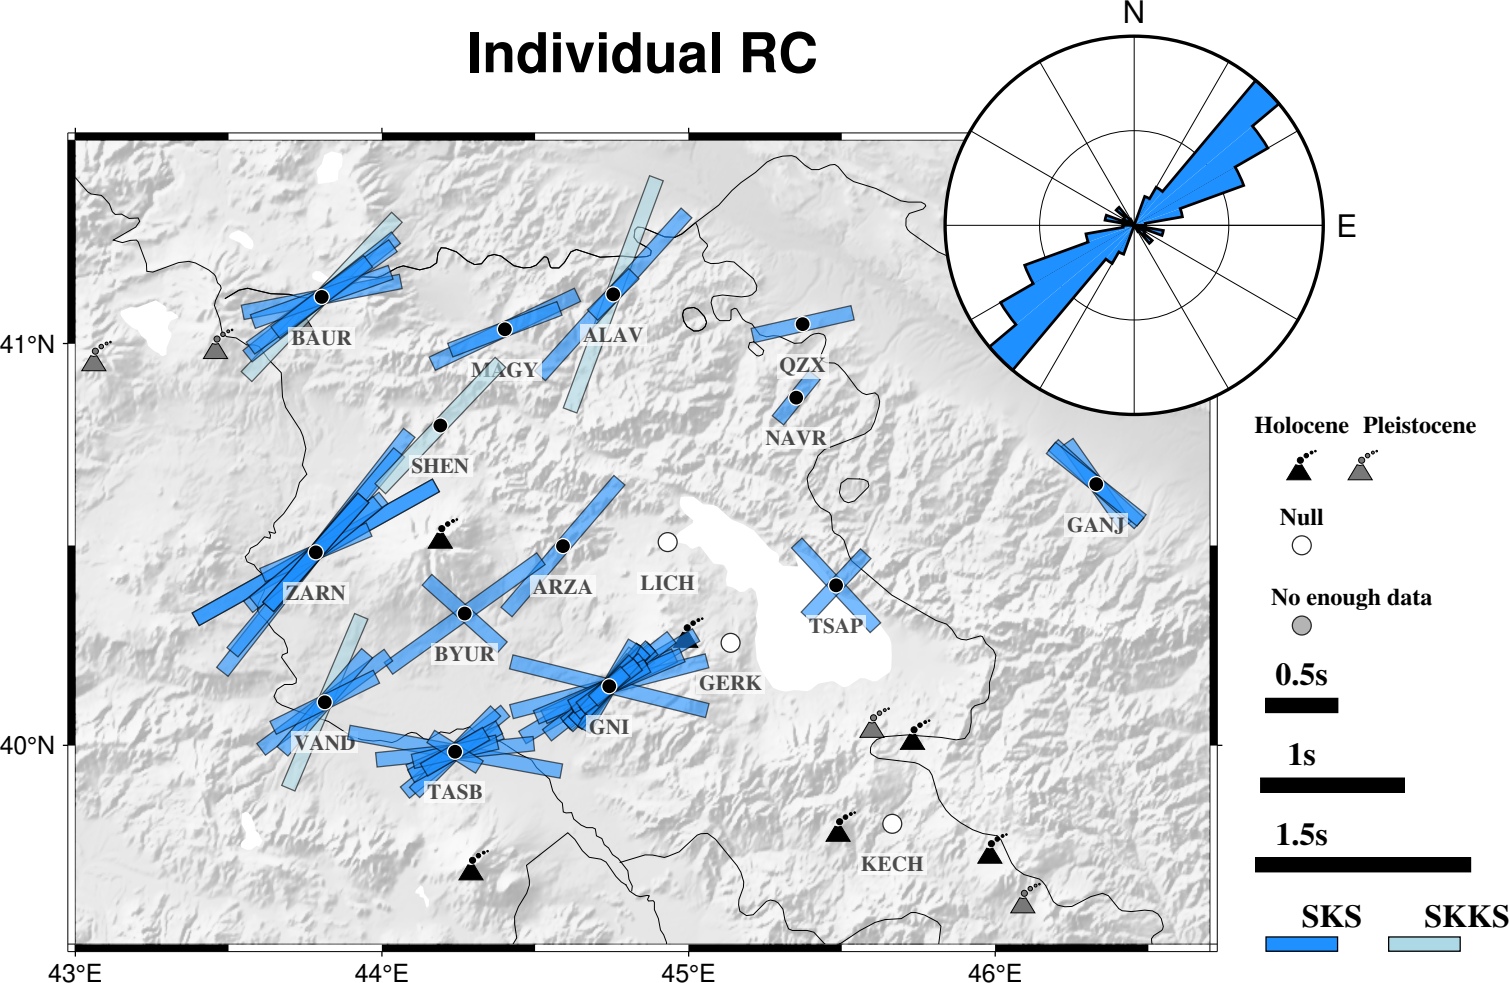 Individual RC
N
E
BAUR
MAGY
ALAV
QZX
41°N
NAVR
Holocene Pleistocene
SHEN
GANJ
Null
ZARN
ARZA
LICH
TSAP
No enough data
BYUR
GERK
0.5s
GNI
VAND
40°N
1s
TASB
1.5s
KECH
SKS SKKS
43°E 44°E 45°E 46°E